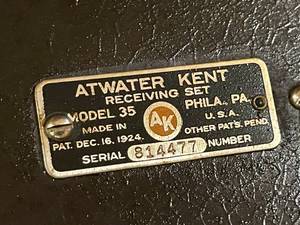 ATWATER KENT
RECEIVING SET
MODEL 35 AK PHILA., PA.
MADE IN U.S.A.
PAT. DEC. 16, 1924. OTHER PAT'S. PEND.
SERIAL 814477 NUMBER